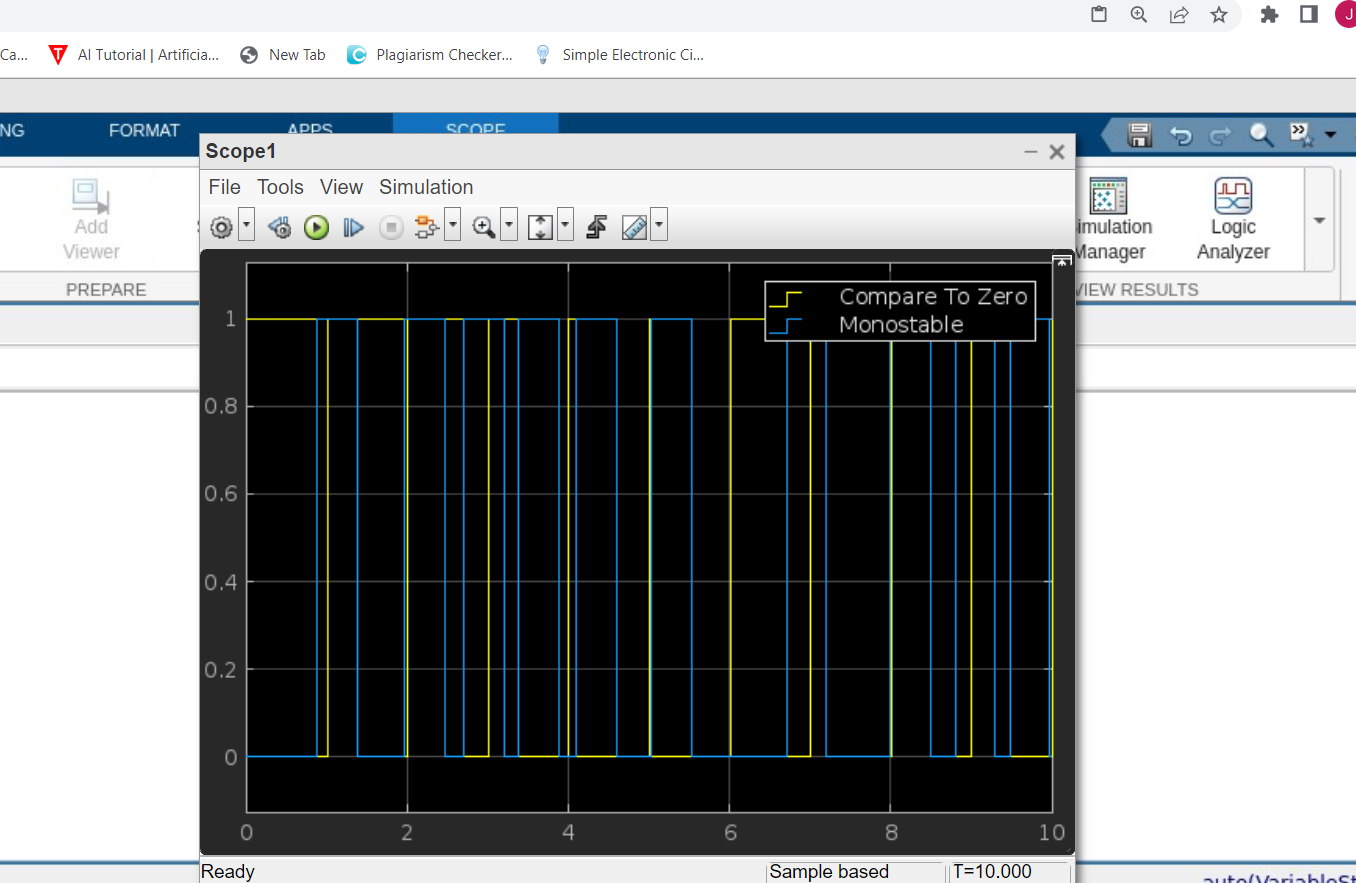 J
Ca... AI Tutorial | Artificia... New Tab Plagiarism Checker... Simple Electronic Ci...
NG FORMAT APPS SCOPE
Scope1
File Tools View Simulation
Add
Viewer
imulation
Manager
Logic
Analyzer
PREPARE
VIEW RESULTS
Compare To Zero
Monostable
1
0.8
0.6
0.4
0.2
0
0 2 4 6 8 10
Ready Sample based T=10.000
auto(VariableSt